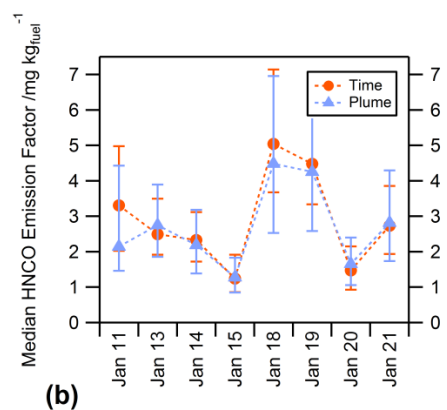 Median HNCO Emission Factor /mg kg_fuel^-1
7 7
6 6
5 5
4 4
3 3
2 2
1 1
0 0
Time
Plume
Jan 11 Jan 13 Jan 14 Jan 15 Jan 18 Jan 19 Jan 20 Jan 21
(b)